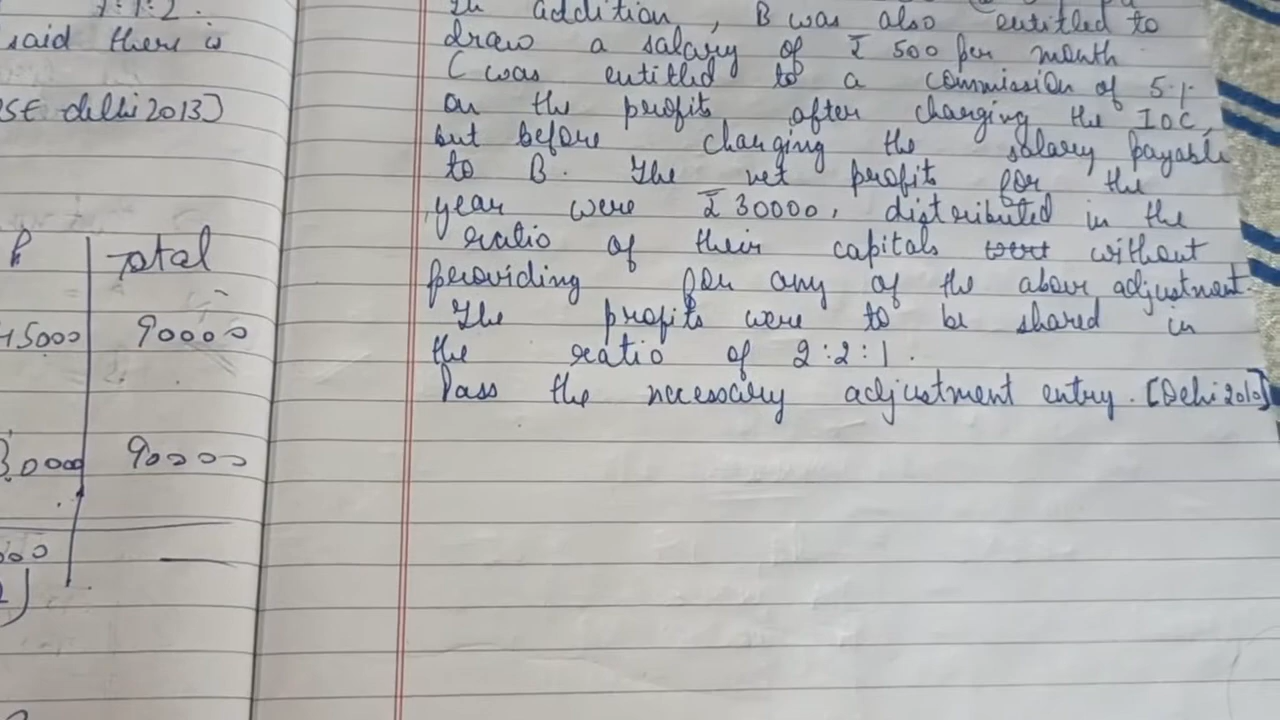 1:1:2.
said there is
delhi 2013]
Total
45000 90000
90000
In addition, B was also entitled to
draw a salary of ₹ 500 per month
C was entitled to a commission of 5%
on the profits after charging the IOC,
but before charging the salary payable
to B. The net profit for the
year were ₹ 30000, distributed in the
ratio of their capitals without
providing for any of the above adjustment.
The profits were to be shared in
the ratio of 2:2:1.
Pass the necessary adjustment entry. [Delhi 2010]